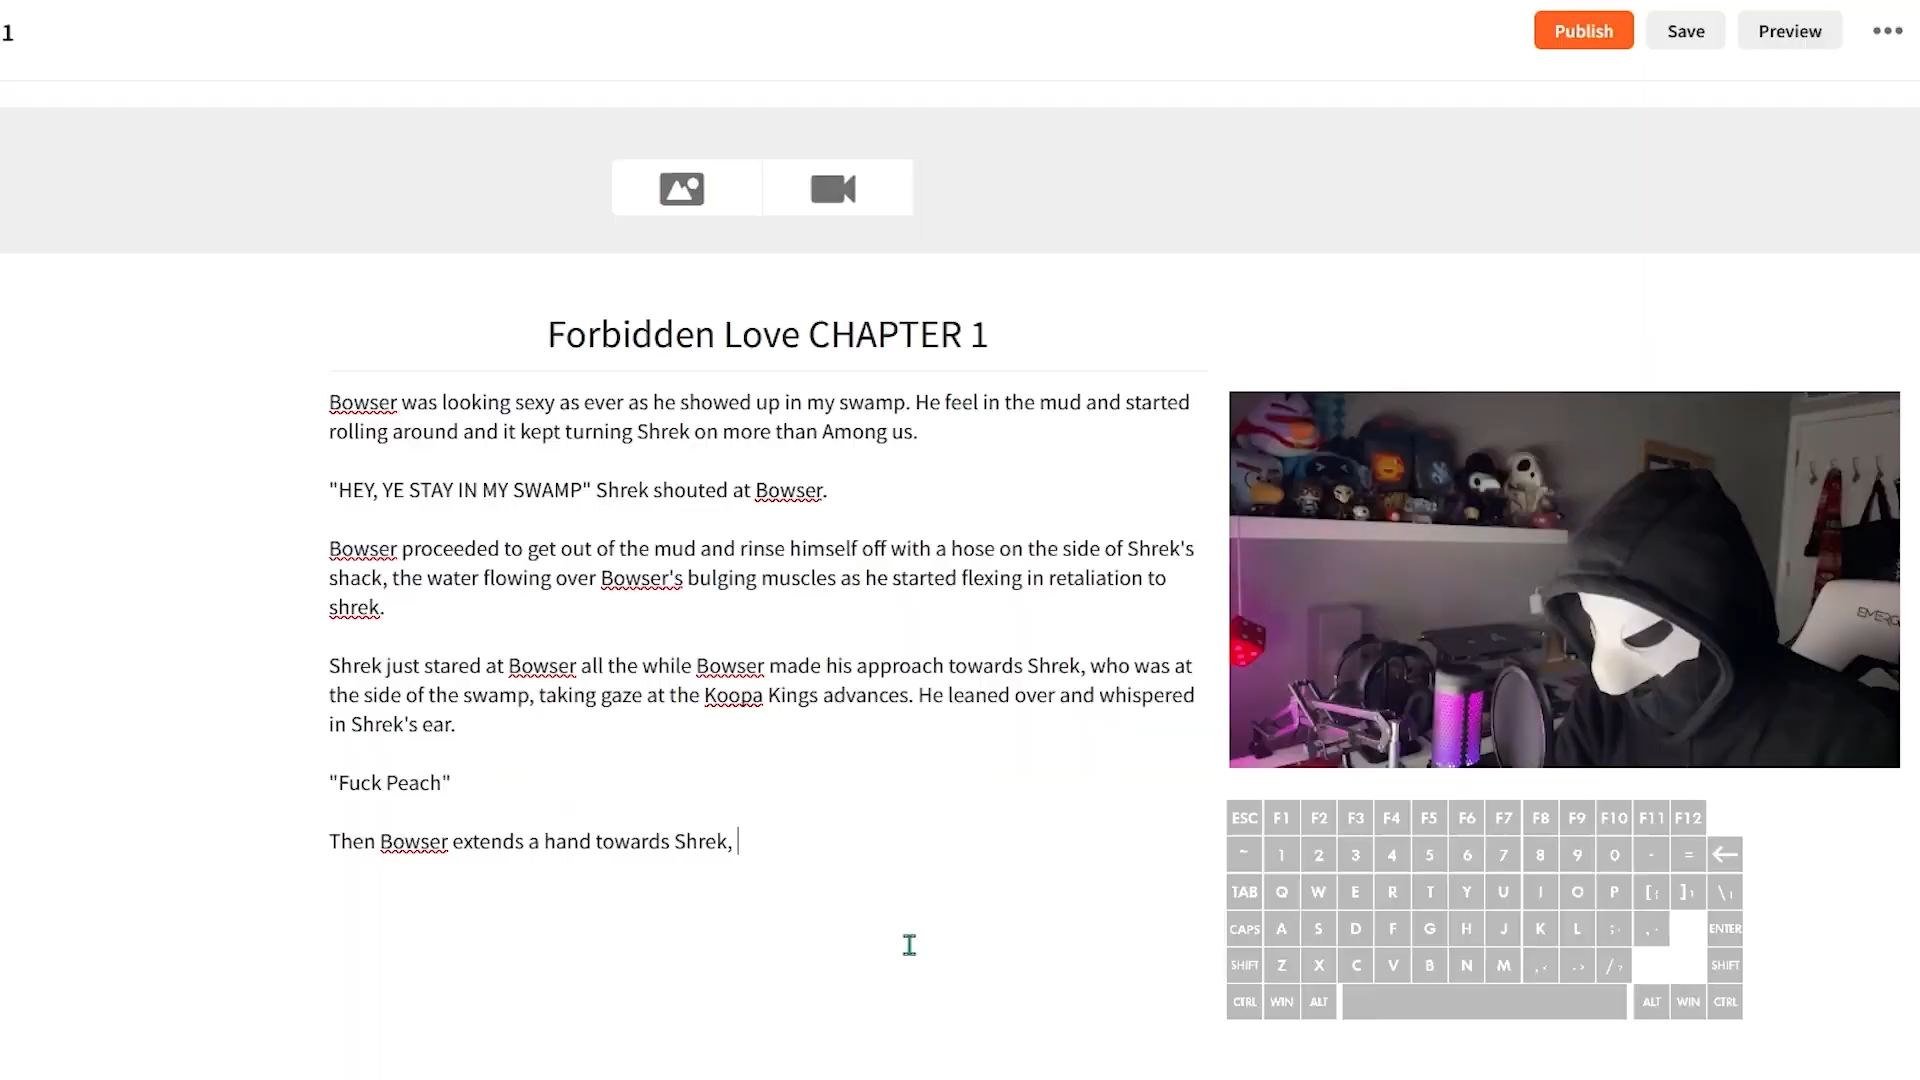 1
Publish
Save
Preview
Forbidden Love CHAPTER 1
Bowser was looking sexy as ever as he showed up in my swamp. He feel in the mud and started
rolling around and it kept turning Shrek on more than Among us.
"HEY, YE STAY IN MY SWAMP" Shrek shouted at Bowser.
Bowser proceeded to get out of the mud and rinse himself off with a hose on the side of Shrek's
shack, the water flowing over Bowser's bulging muscles as he started flexing in retaliation to
shrek.
Shrek just stared at Bowser all the while Bowser made his approach towards Shrek, who was at
the side of the swamp, taking gaze at the Koopa Kings advances. He leaned over and whispered
in Shrek's ear.
"Fuck Peach"
Then Bowser extends a hand towards Shrek,
ESC F1 F2 F3 F4 F5 F6 F7 F8 F9 F10 F11 F12
~ 1 2 3 4 5 6 7 8 9 0 - = ←
TAB Q W E R T Y U I O P [ ] \
CAPS A S D F G H J K L ; ENTER
SHIFT Z X C V B N M , . / SHIFT
CTRL WIN ALT ALT WIN CTRL